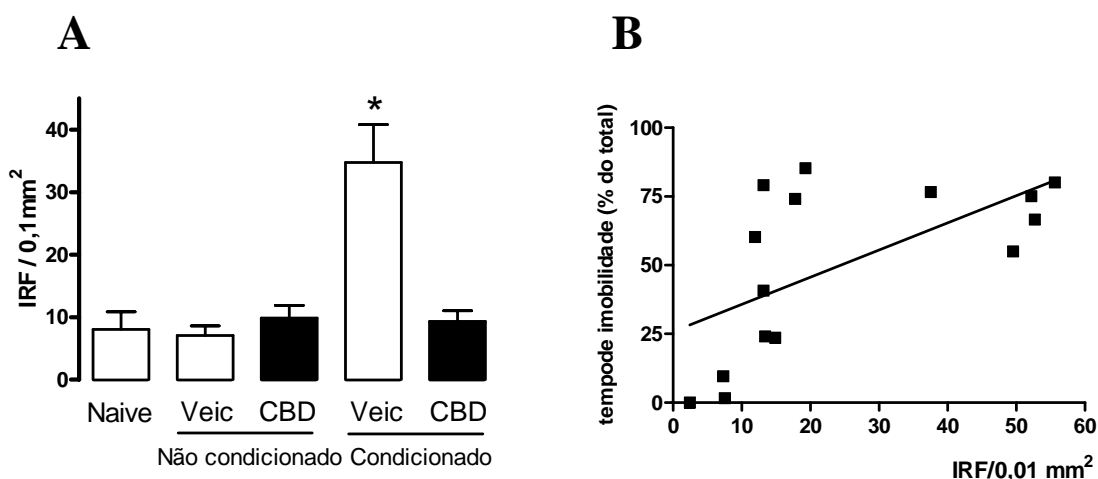 A
IRF / 0,1mm²
40
30
20
10
0
*
Naive
Veic
CBD
Veic
CBD
Não condicionado
Condicionado
B
tempode imobilidade (% do total)
100
75
50
25
0
0
10
20
30
40
50
60
IRF/0,01 mm²